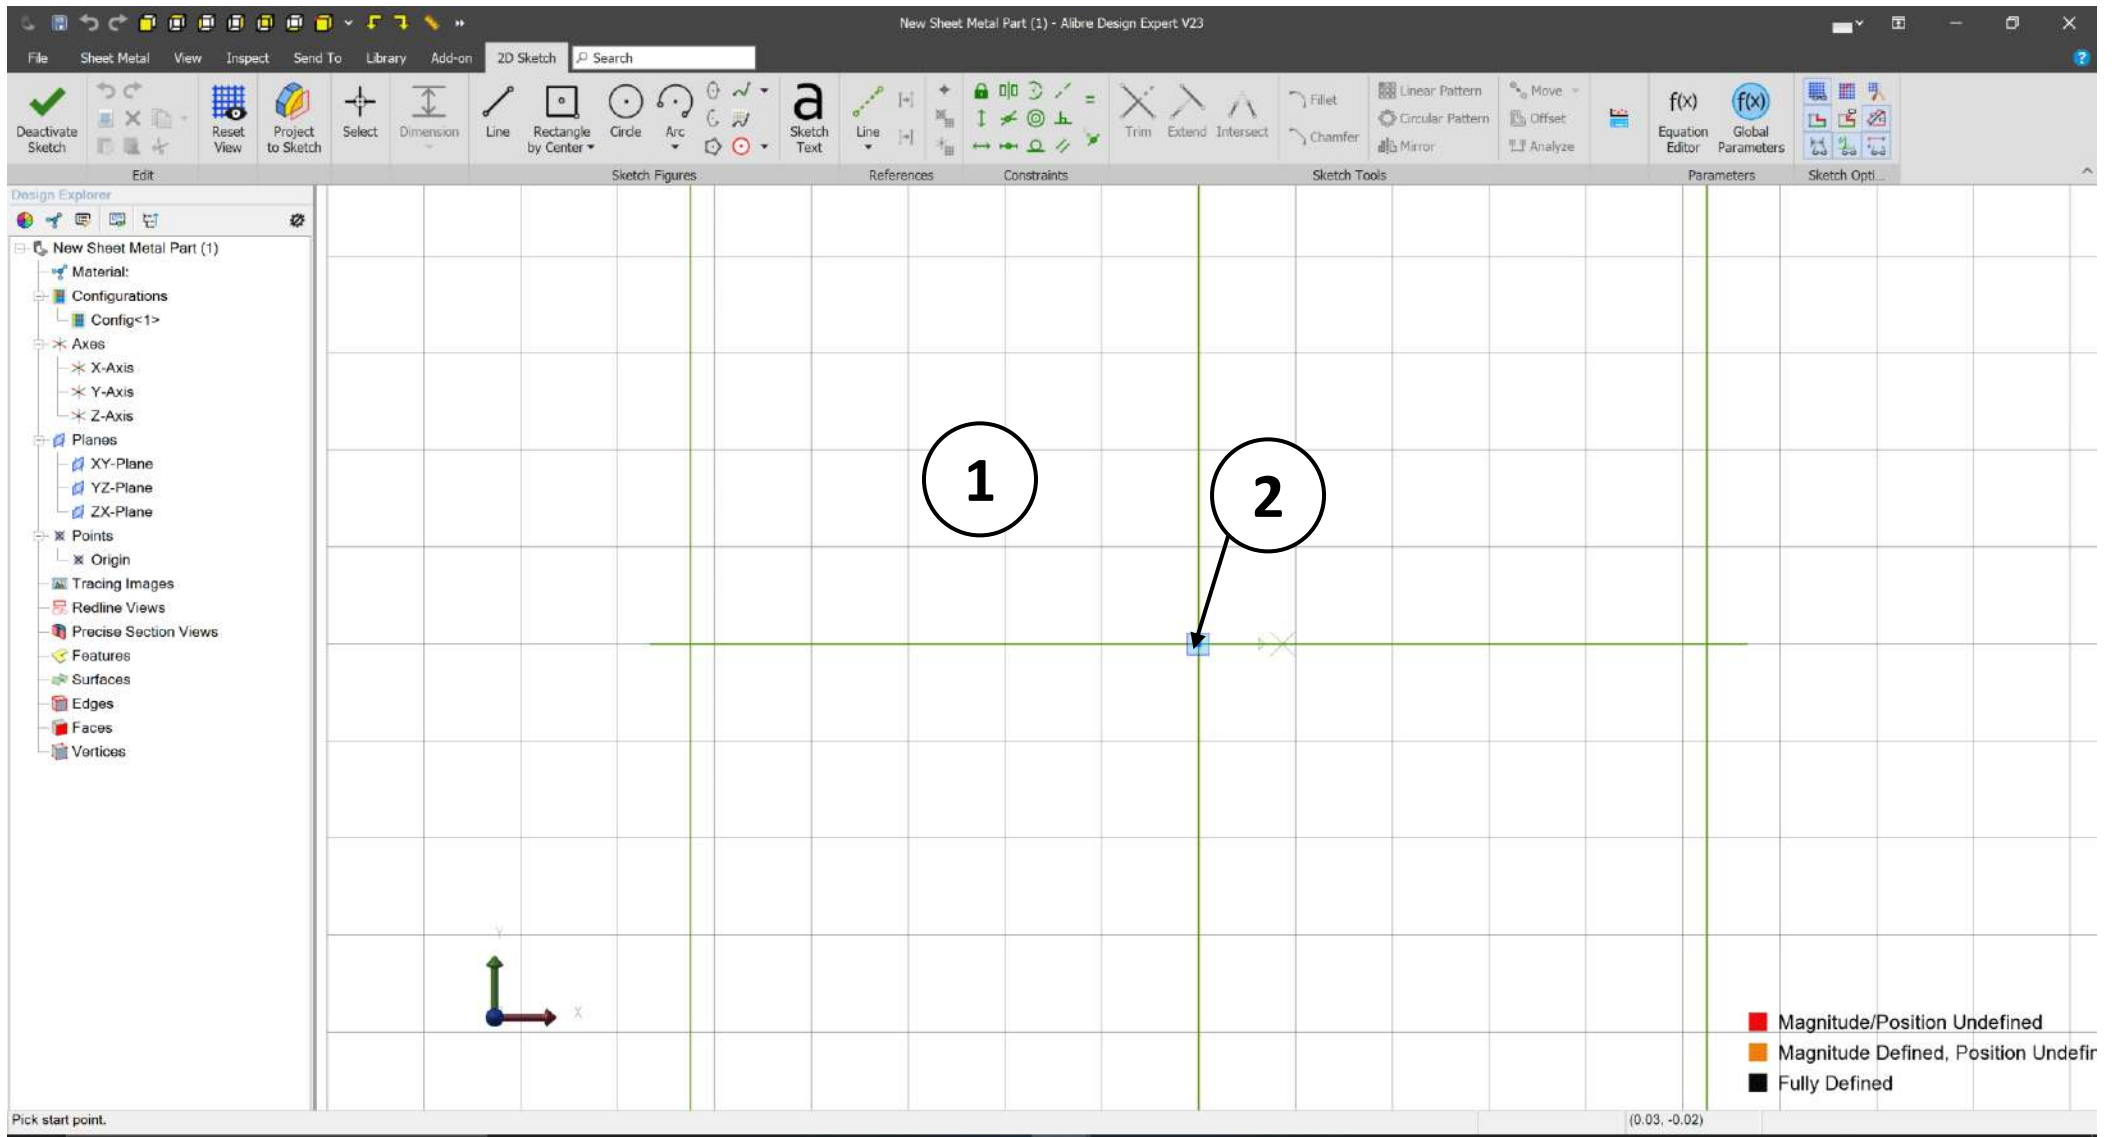 New Sheet Metal Part (1) - Alibre Design Expert V23
File Sheet Metal View Inspect Send To Library Add-on 2D Sketch Search
Deactivate Sketch
Reset View
Project to Sketch
Select
Dimension
Line
Rectangle by Center
Circle
Arc
a
Sketch Text
Line
Trim Extend Intersect
Fillet
Chamfer
Linear Pattern
Circular Pattern
Mirror
Move
Offset
Analyze
f(x)
Equation Editor
f(x)
Global Parameters
Edit Sketch Figures References Constraints Sketch Tools Parameters Sketch Opti...
Design Explorer
New Sheet Metal Part (1)
Material:
Configurations
Config<1>
Axes
X-Axis
Y-Axis
Z-Axis
Planes
XY-Plane
YZ-Plane
ZX-Plane
Points
Origin
Tracing Images
Redline Views
Precise Section Views
Features
Surfaces
Edges
Faces
Vertices
1
2
Y
X
Magnitude/Position Undefined
Magnitude Defined, Position Undefin
Fully Defined
Pick start point.
(0.03, -0.02)